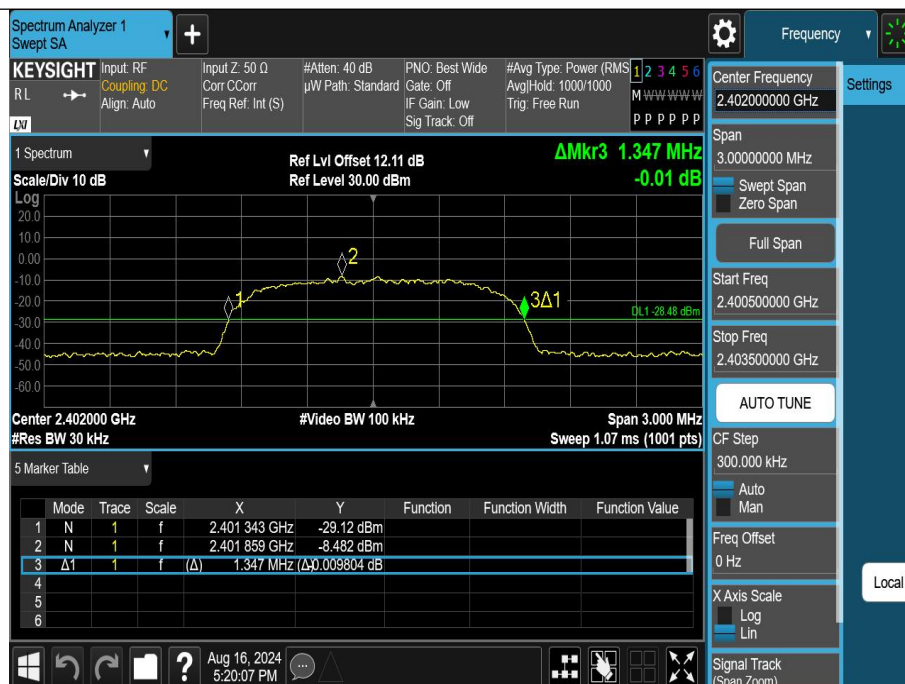 Spectrum Analyzer 1
Swept SA
+
Frequency
KEYSIGHT
RL
LXI
Input: RF
Coupling: DC
Align: Auto
Input Z: 50 Ω
Corr CCorr
Freq Ref: Int (S)
#Atten: 40 dB
µW Path: Standard
PNO: Best Wide
Gate: Off
IF Gain: Low
Sig Track: Off
#Avg Type: Power (RMS
Avg|Hold: 1000/1000
Trig: Free Run
1 2 3 4 5 6
M W W W W W
P P P P P P
1 Spectrum
Scale/Div 10 dB
Ref Lvl Offset 12.11 dB
Ref Level 30.00 dBm
ΔMkr3 1.347 MHz
-0.01 dB
Log
20.0
10.0
0.00
-10.0
-20.0
-30.0
-40.0
-50.0
-60.0
1
2
3Δ1
DL1 -28.48 dBm
Center 2.402000 GHz
#Res BW 30 kHz
#Video BW 100 kHz
Span 3.000 MHz
Sweep 1.07 ms (1001 pts)
5 Marker Table
Mode Trace Scale X Y Function Function Width Function Value
1 N 1 f 2.401 343 GHz -29.12 dBm
2 N 1 f 2.401 859 GHz -8.482 dBm
3 Δ1 1 f (Δ) 1.347 MHz (Δ)-0.009804 dB
4
5
6
?
Aug 16, 2024
5:20:07 PM
Center Frequency
2.402000000 GHz
Span
3.00000000 MHz
Swept Span
Zero Span
Full Span
Start Freq
2.400500000 GHz
Stop Freq
2.403500000 GHz
AUTO TUNE
CF Step
300.000 kHz
Auto
Man
Freq Offset
0 Hz
X Axis Scale
Log
Lin
Signal Track
(Span Zoom)
Settings
Local